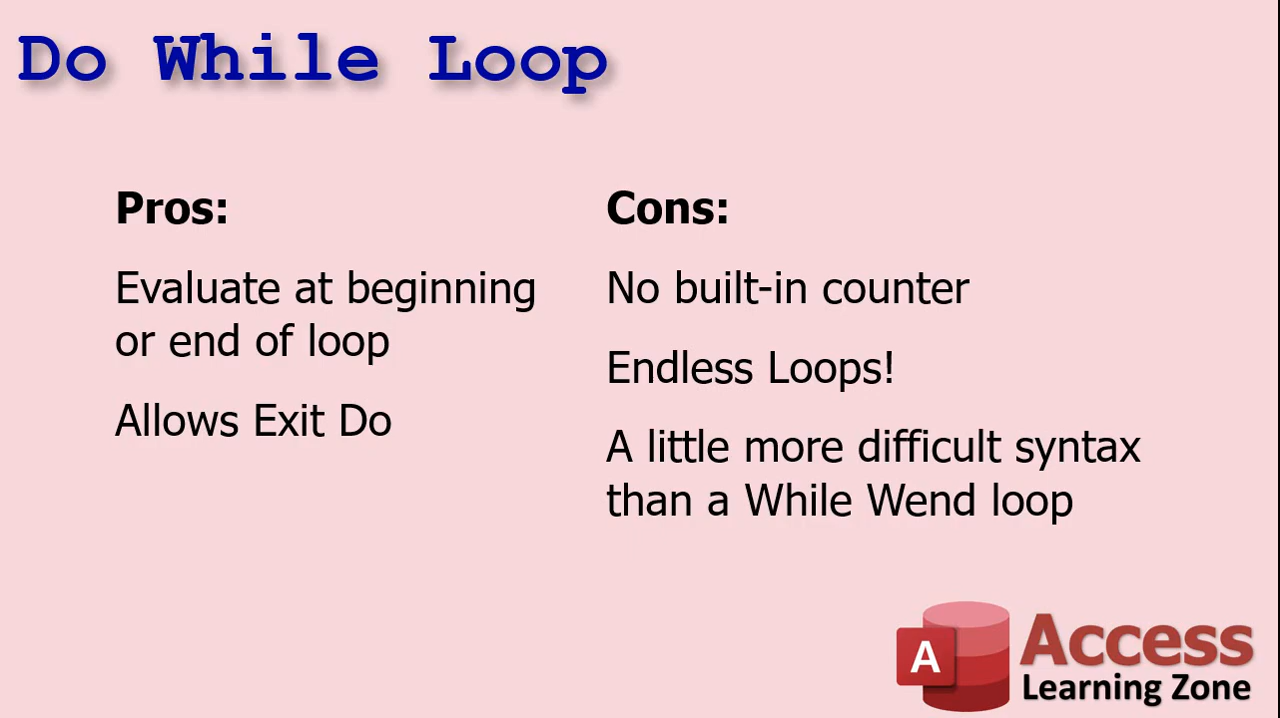 Do While Loop
Pros:
Evaluate at beginning
or end of loop
Allows Exit Do
Cons:
No built-in counter
Endless Loops!
A little more difficult syntax
than a While Wend loop
A
Access
Learning Zone